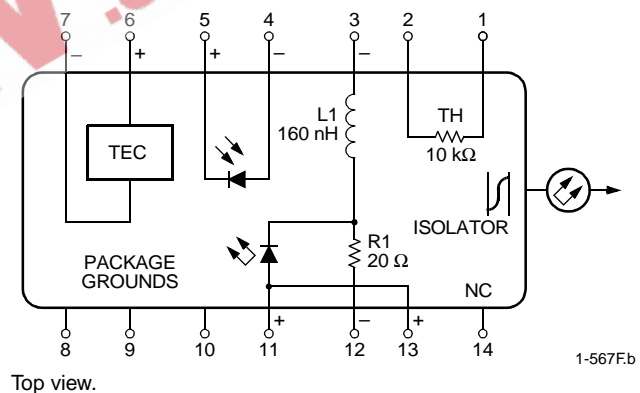 7 6 5 4 3 2 1
– + + – –
L1
160 nH
TH
10 kΩ
TEC
ISOLATOR
R1
20 Ω
PACKAGE
GROUNDS
NC
+ – +
8 9 10 11 12 13 14
1-567F.b
Top view.